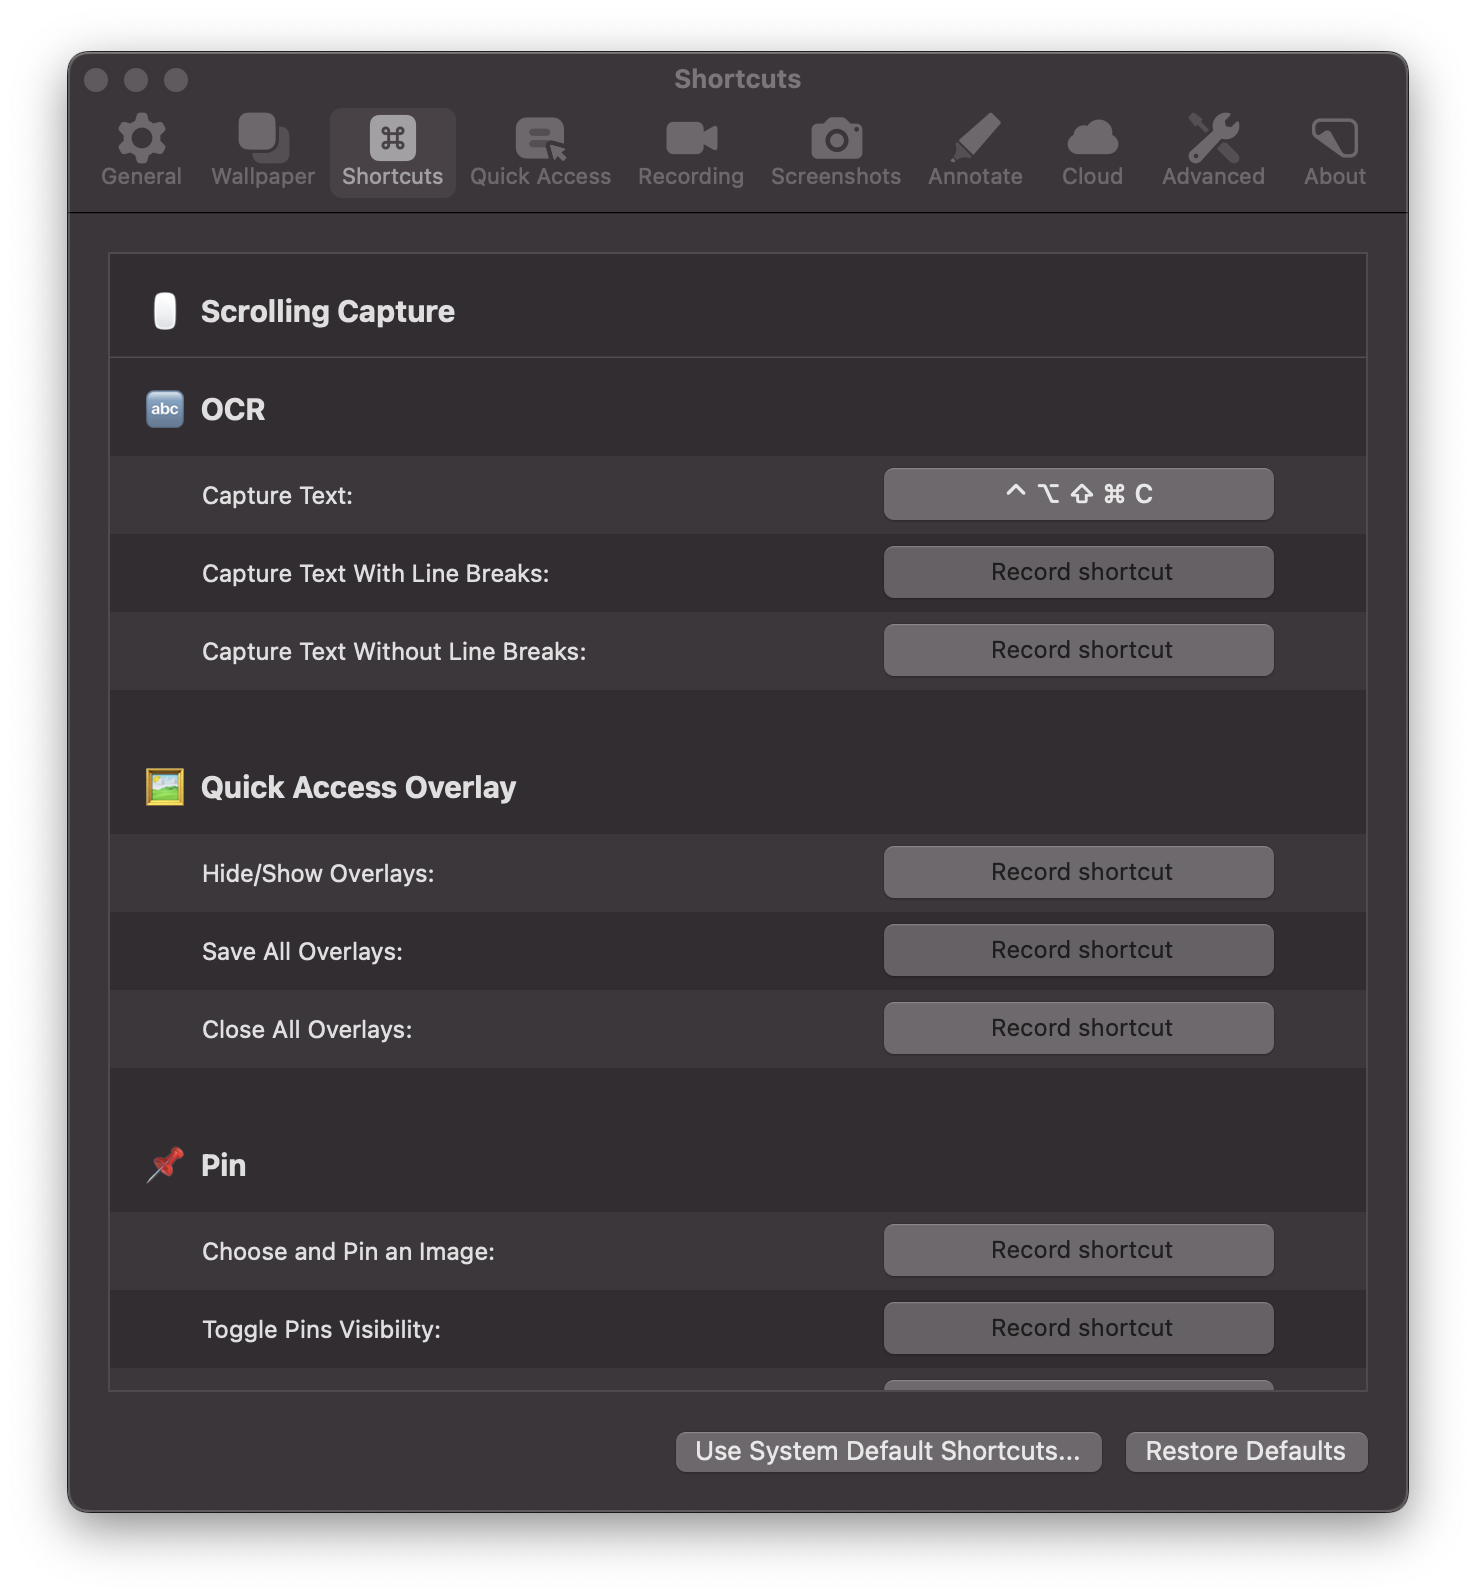 Shortcuts
General Wallpaper Shortcuts Quick Access Recording Screenshots Annotate Cloud Advanced About
Scrolling Capture
abc OCR
Capture Text: ⌃ ⌥ ⇧ ⌘ C
Capture Text With Line Breaks: Record shortcut
Capture Text Without Line Breaks: Record shortcut
Quick Access Overlay
Hide/Show Overlays: Record shortcut
Save All Overlays: Record shortcut
Close All Overlays: Record shortcut
Pin
Choose and Pin an Image: Record shortcut
Toggle Pins Visibility: Record shortcut
Use System Default Shortcuts... Restore Defaults